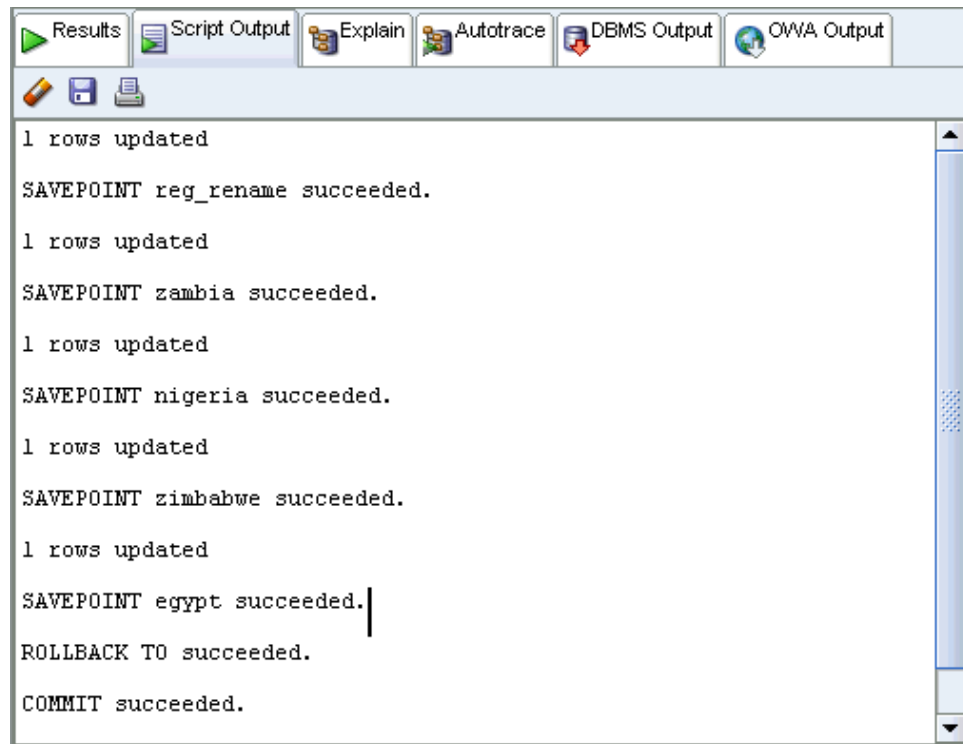 Results Script Output Explain Autotrace DBMS Output OWA Output
1 rows updated
SAVEPOINT reg_rename succeeded.
1 rows updated
SAVEPOINT zambia succeeded.
1 rows updated
SAVEPOINT nigeria succeeded.
1 rows updated
SAVEPOINT zimbabwe succeeded.
1 rows updated
SAVEPOINT egypt succeeded.
ROLLBACK TO succeeded.
COMMIT succeeded.